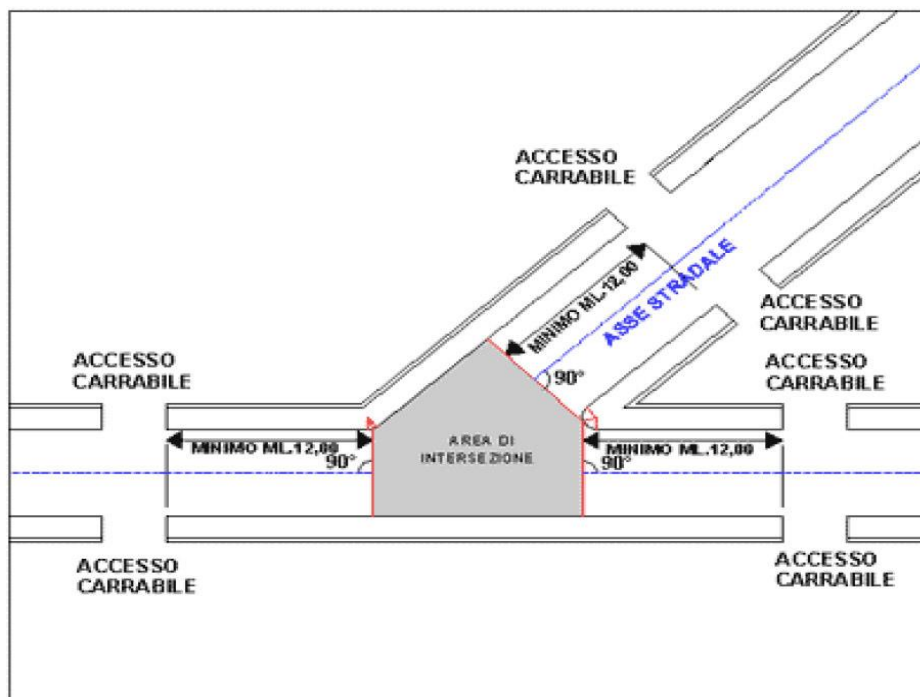 ACCESSO
CARRABILE
MINIMO ML.12,00
ASSE STRADALE
90°
ACCESSO
CARRABILE
ACCESSO
CARRABILE
ACCESSO
CARRABILE
MINIMO ML.12,00
90°
AREA DI
INTERSEZIONE
MINIMO ML.12,00
90°
ACCESSO
CARRABILE
ACCESSO
CARRABILE